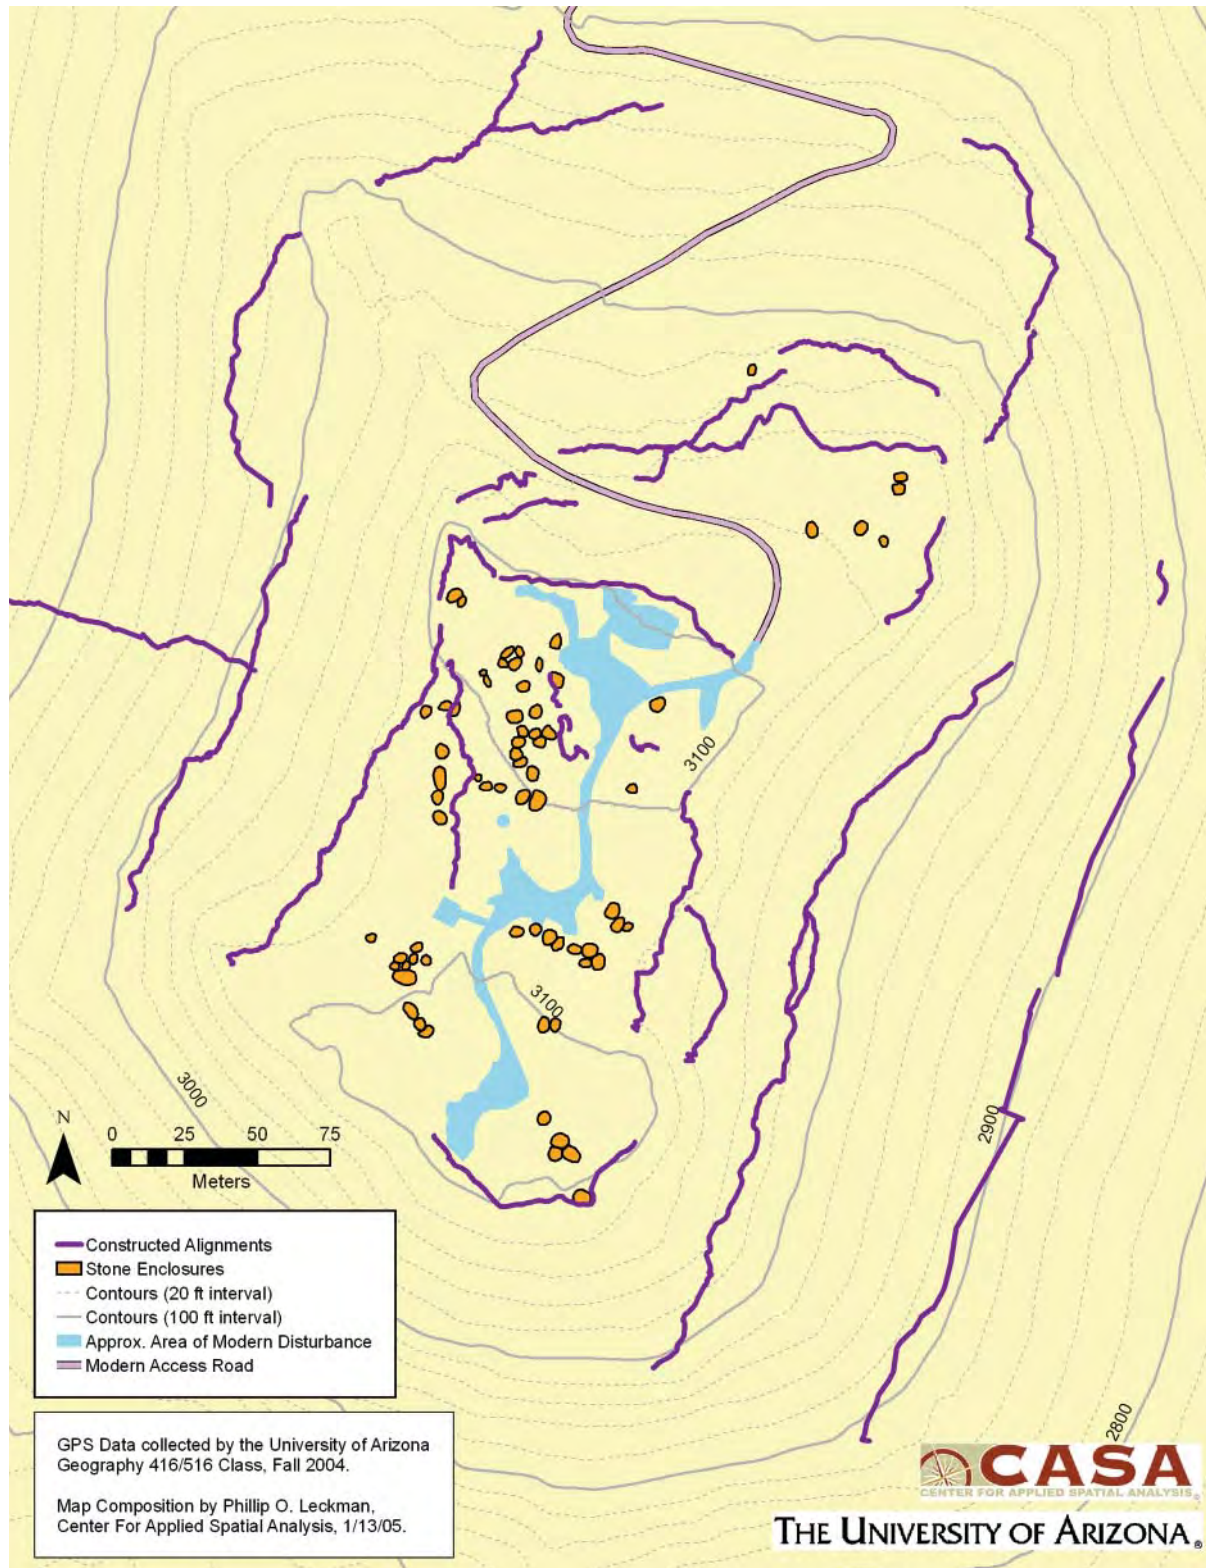 3100
3100
3000
2900
2800
N
0 25 50 75
Meters
Constructed Alignments
Stone Enclosures
Contours (20 ft interval)
Contours (100 ft interval)
Approx. Area of Modern Disturbance
Modern Access Road
GPS Data collected by the University of Arizona
Geography 416/516 Class, Fall 2004.
Map Composition by Phillip O. Leckman,
Center For Applied Spatial Analysis, 1/13/05.
CASA
CENTER FOR APPLIED SPATIAL ANALYSIS
THE UNIVERSITY OF ARIZONA®